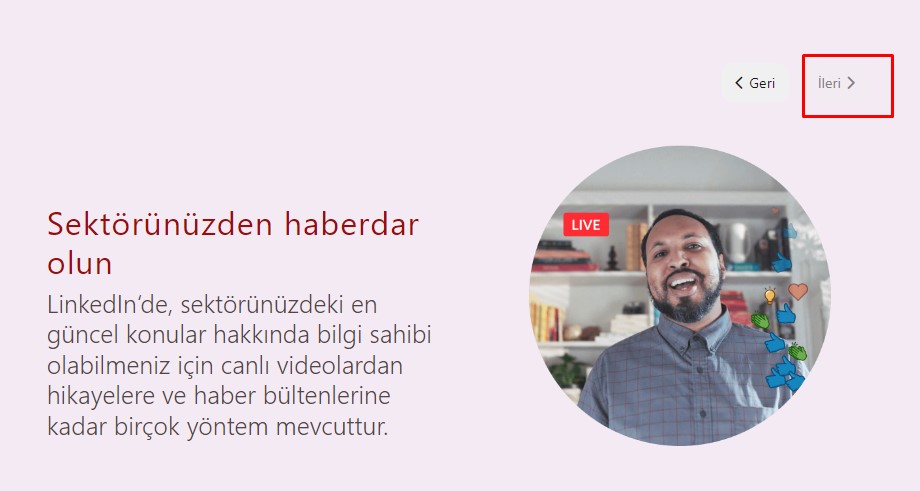 Geri
İleri
LIVE
Sektörünüzden haberdar
olun
LinkedIn’de, sektörünüzdeki en
güncel konular hakkında bilgi sahibi
olabilmeniz için canlı videolardan
hikayelere ve haber bültenlerine
kadar birçok yöntem mevcuttur.